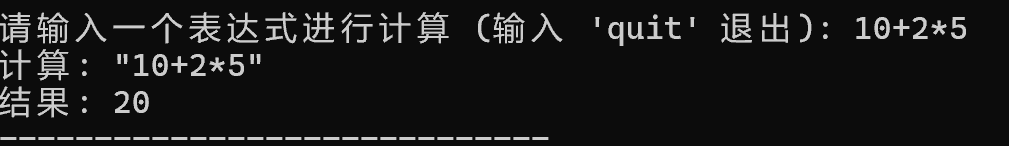 请输入一个表达式进行计算 (输入 'quit' 退出): 10+2*5
计算: "10+2*5"
结果: 20
------------------------------